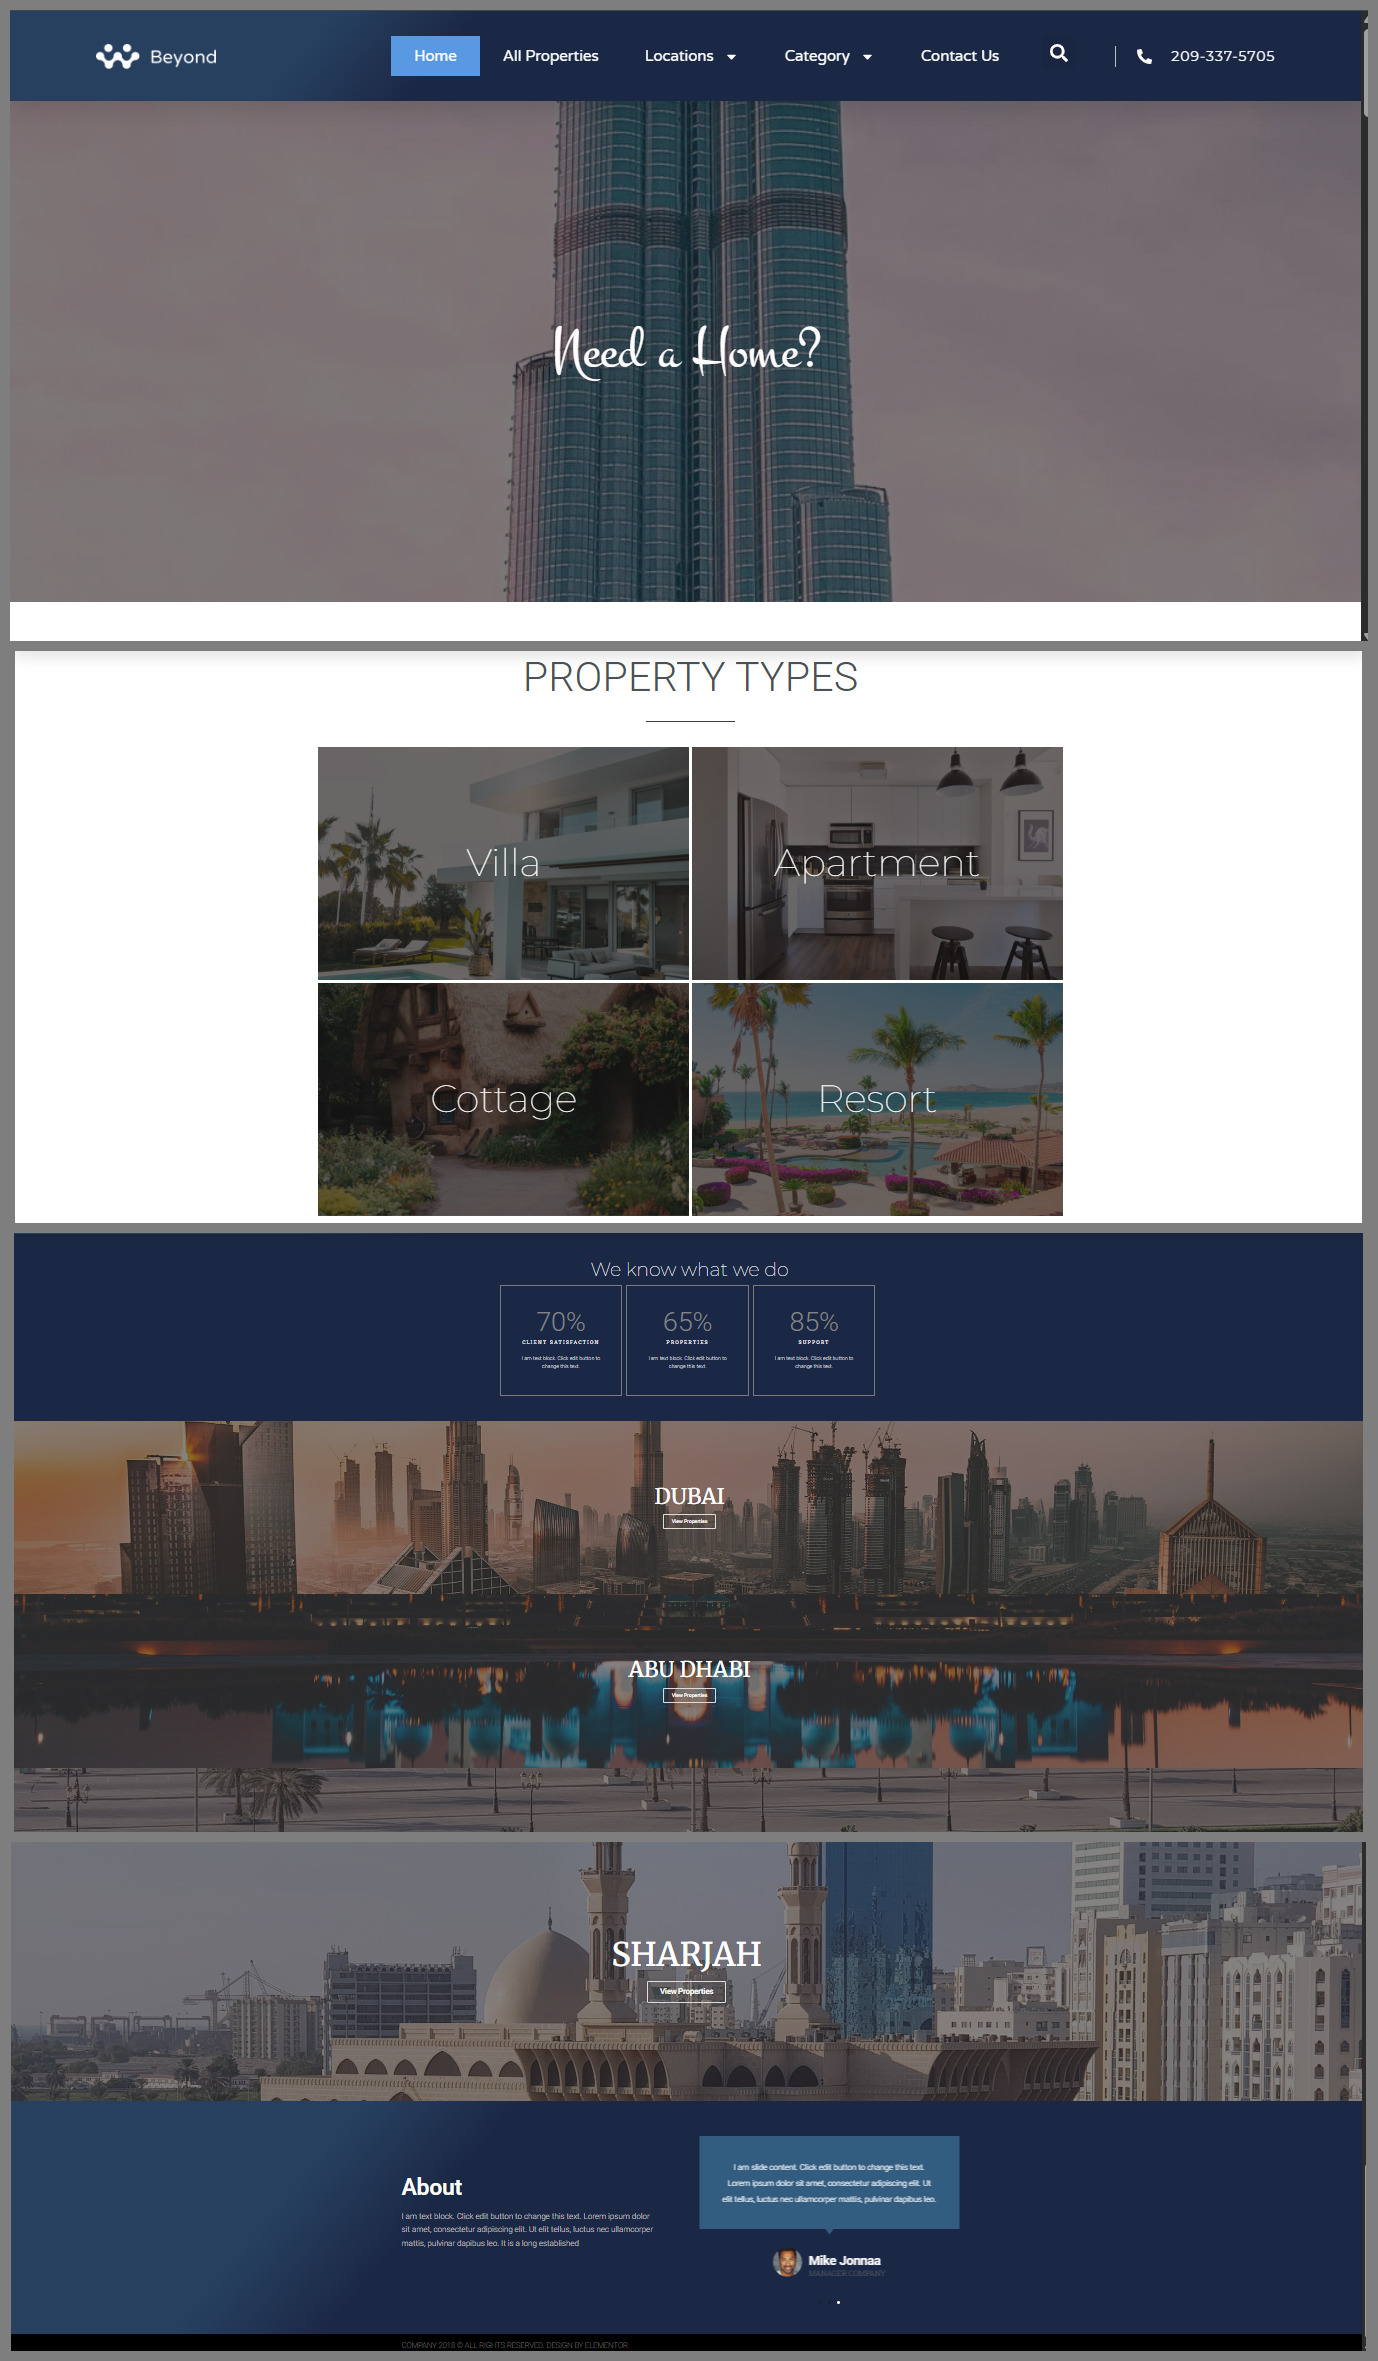 Beyond
Home
All Properties
Locations
Category
Contact Us
209-337-5705
Need a Home?
PROPERTY TYPES
Villa
Apartment
Cottage
Resort
We know what we do
70%
CLIENT SATISFACTION
I am text block. Click edit button to
change this text.
65%
PROPERTIES
I am text block. Click edit button to
change this text.
85%
SUPPORT
I am text block. Click edit button to
change this text.
DUBAI
View Properties
ABU DHABI
View Properties
SHARJAH
View Properties
About
I am text block. Click edit button to change this text. Lorem ipsum dolor
sit amet, consectetur adipiscing elit. Ut elit tellus, luctus nec ullamcorper
mattis, pulvinar dapibus leo. It is a long established
I am slide content. Click edit button to change this text.
Lorem ipsum dolor sit amet, consectetur adipiscing elit. Ut
elit tellus, luctus nec ullamcorper mattis, pulvinar dapibus leo.
Mike Jonnaa
MANAGER COMPANY
COMPANY 2018 © ALL RIGHTS RESERVED. DESIGN BY ELEMENTOR